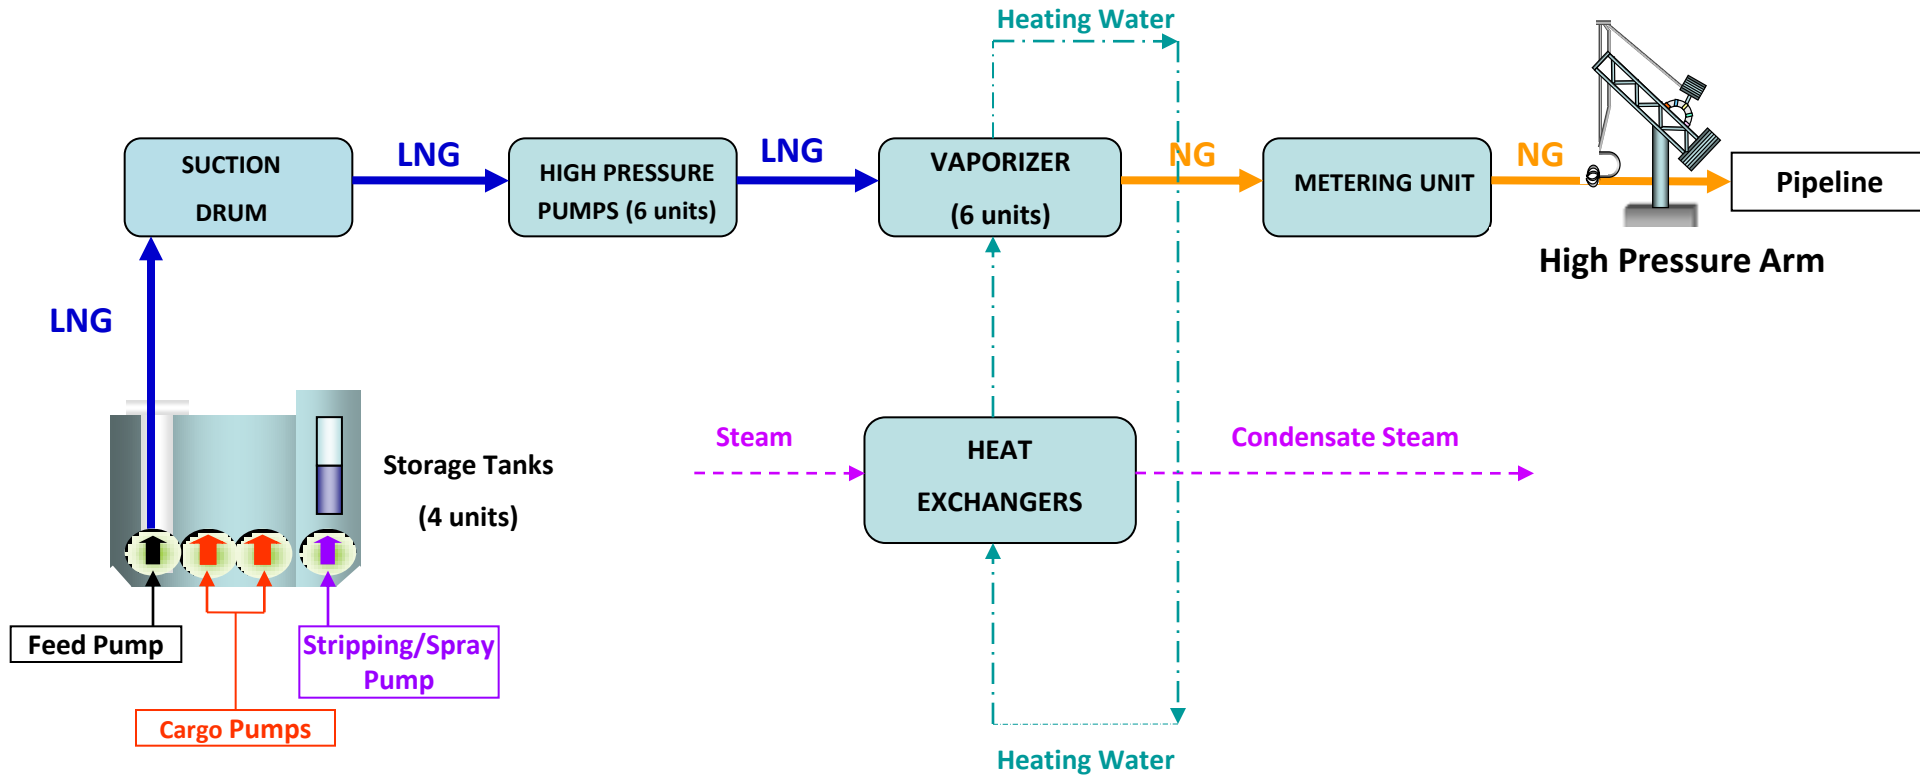 Heating Water
SUCTION
DRUM
LNG
HIGH PRESSURE
PUMPS (6 units)
LNG
VAPORIZER
(6 units)
NG
METERING UNIT
NG
Pipeline
High Pressure Arm
LNG
Storage Tanks
(4 units)
Steam
HEAT
EXCHANGERS
Condensate Steam
Feed Pump
Stripping/Spray
Pump
Cargo Pumps
Heating Water